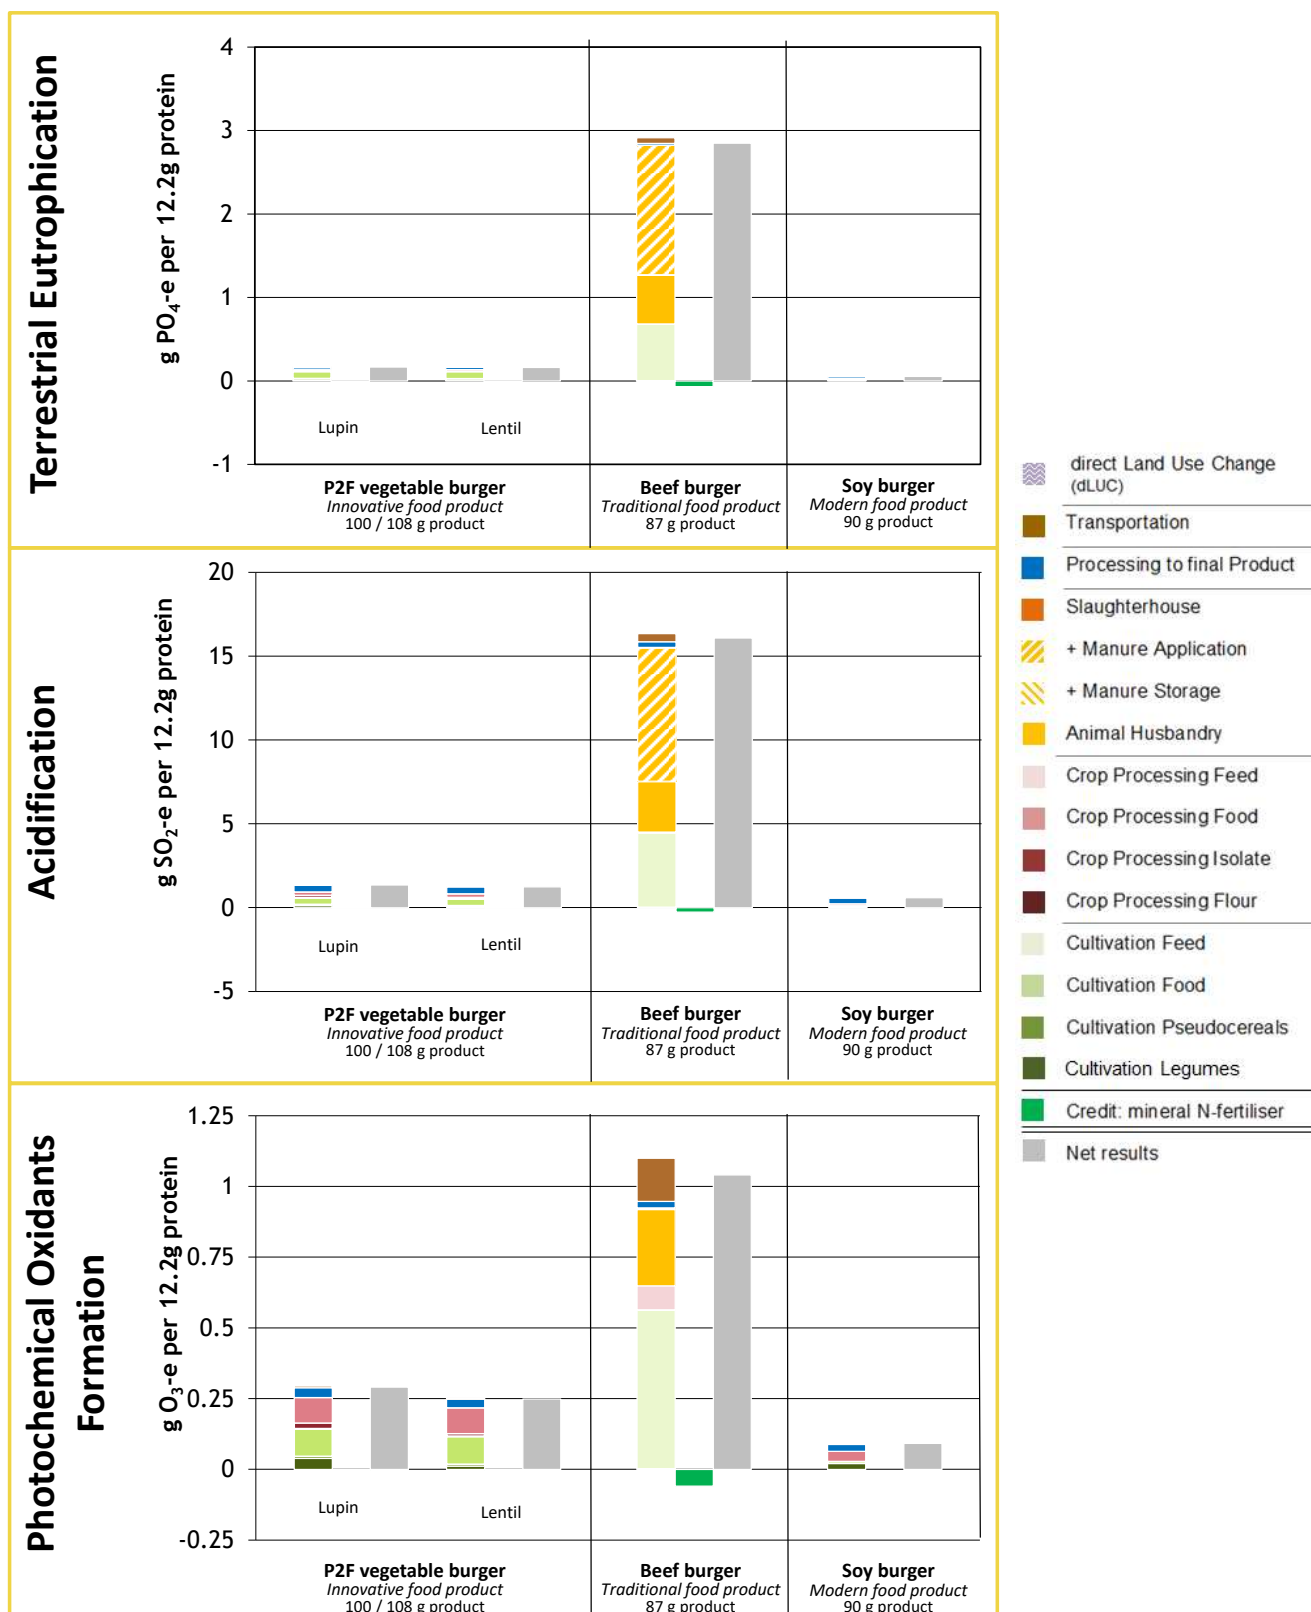 Terrestrial Eutrophication
g PO4-e per 12.2g protein
4
3
2
1
0
-1
Lupin
Lentil
P2F vegetable burger
Innovative food product
100 / 108 g product
Beef burger
Traditional food product
87 g product
Soy burger
Modern food product
90 g product
Acidification
g SO2-e per 12.2g protein
20
15
10
5
0
-5
Lupin
Lentil
P2F vegetable burger
Innovative food product
100 / 108 g product
Beef burger
Traditional food product
87 g product
Soy burger
Modern food product
90 g product
Photochemical Oxidants
Formation
g O3-e per 12.2g protein
1.25
1
0.75
0.5
0.25
0
-0.25
Lupin
Lentil
P2F vegetable burger
Innovative food product
100 / 108 g product
Beef burger
Traditional food product
87 g product
Soy burger
Modern food product
90 g product
direct Land Use Change
(dLUC)
Transportation
Processing to final Product
Slaughterhouse
+ Manure Application
+ Manure Storage
Animal Husbandry
Crop Processing Feed
Crop Processing Food
Crop Processing Isolate
Crop Processing Flour
Cultivation Feed
Cultivation Food
Cultivation Pseudocereals
Cultivation Legumes
Credit: mineral N-fertiliser
Net results